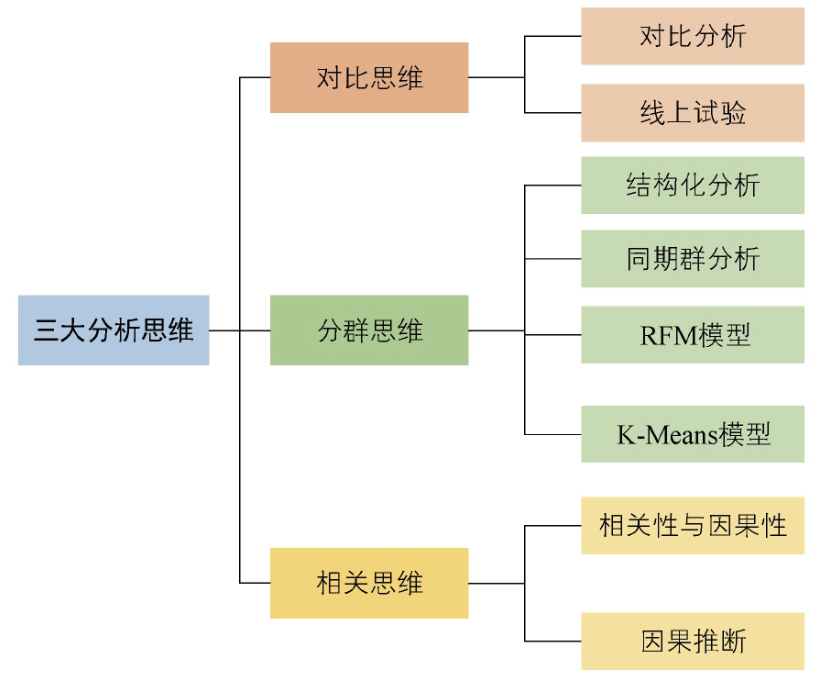 三大分析思维
对比思维
对比分析
线上试验
分群思维
结构化分析
同期群分析
RFM模型
K-Means模型
相关思维
相关性与因果性
因果推断